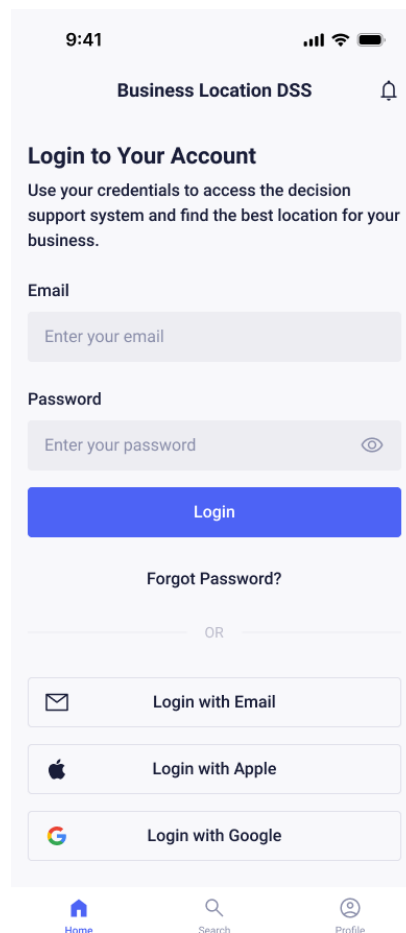 9:41
Business Location DSS
Login to Your Account
Use your credentials to access the decision
support system and find the best location for your
business.
Email
Enter your email
Password
Enter your password
Login
Forgot Password?
OR
Login with Email
Login with Apple
Login with Google
Home
Search
Profile